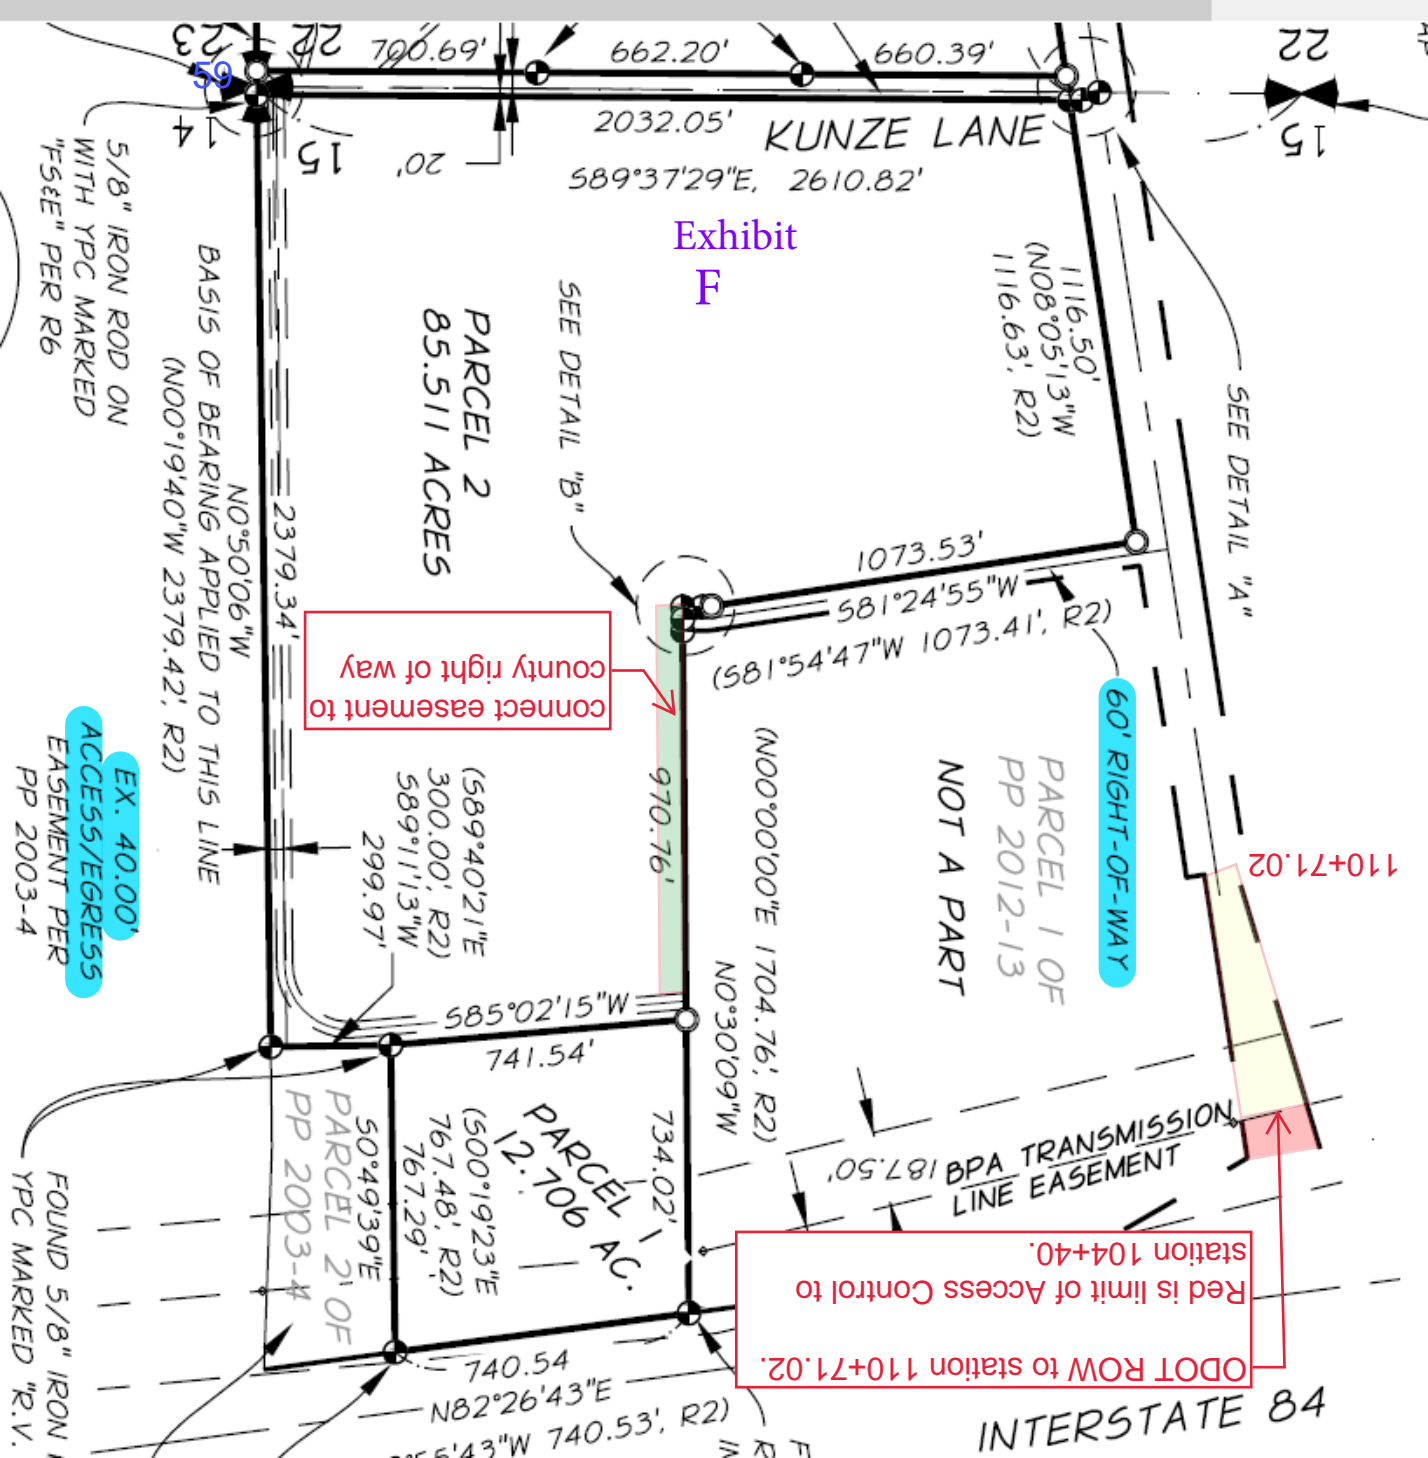 23
22
700.69'
662.20'
660.39'
22
59
14
15
20'
2032.05'
KUNZE LANE
15
S89°37'29"E, 2610.82'
Exhibit
F
5/8" IRON ROD ON
WITH YPC MARKED
"FS&E" PER R6
BASIS OF BEARING APPLIED TO THIS LINE
N0°50'06"W
(N00°19'40"W 2379.42', R2)
2379.34'
PARCEL 2
85.511 ACRES
SEE DETAIL "B"
1116.50'
(N08°05'13"W
1116.63', R2)
SEE DETAIL "A"
1073.53'
S81°24'55"W
(S81°54'47"W 1073.41', R2)
60' RIGHT-OF-WAY
connect easement to
county right of way
970.76'
(N00°00'00"E 1704.76', R2)
N0°30'09"W
PARCEL 1 OF
PP 2012-13
NOT A PART
110+71.02
EX. 40.00'
ACCESS/EGRESS
EASEMENT PER
PP 2003-4
(S89°40'21"E
300.00', R2)
S89°11'13"W
299.97'
S85°02'15"W
741.54'
PARCEL 1
12.706 AC.
734.02'
(S00°19'23"E
767.48', R2)
767.29'
S0°49'39"E
PARCEL 2 OF
PP 2003-4
187.50'
BPA TRANSMISSION
LINE EASEMENT
ODOT ROW to station 110+71.02.
Red is limit of Access Control to
station 104+40.
740.54
N82°26'43"E
5'43"W 740.53', R2)
INTERSTATE 84
FOUND 5/8" IRON
YPC MARKED "R.V.